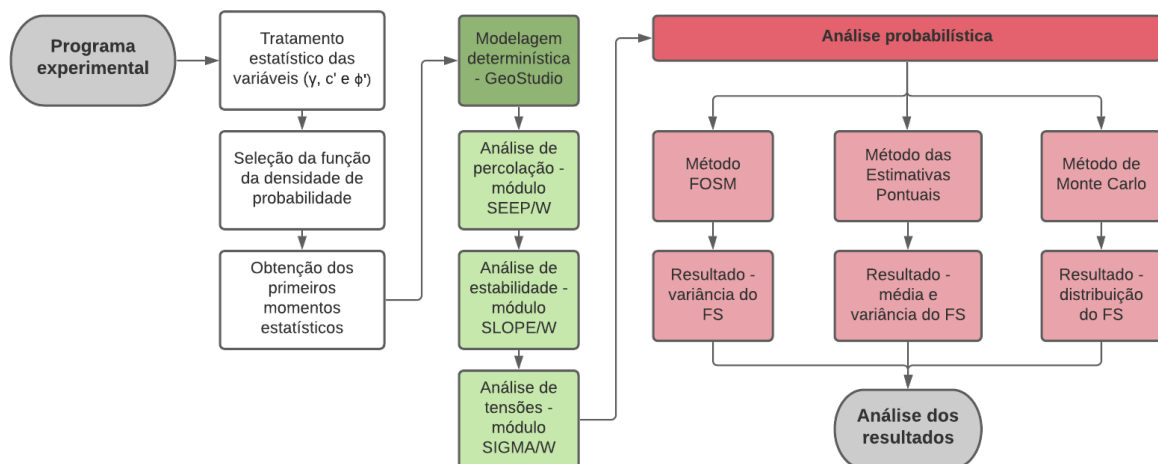 Programa
experimental
Tratamento
estatístico das
variáveis (γ, c' e ϕ')
Seleção da função
da densidade de
probabilidade
Obtenção dos
primeiros
momentos
estatísticos
Modelagem
determinística
- GeoStudio
Análise de
percolação -
módulo
SEEP/W
Análise de
estabilidade -
módulo
SLOPE/W
Análise de
tensões -
módulo
SIGMA/W
Análise probabilística
Método
FOSM
Resultado -
variância do
FS
Método das
Estimativas
Pontuais
Resultado -
média e
variância do FS
Método de
Monte Carlo
Resultado -
distribuição
do FS
Análise dos
resultados